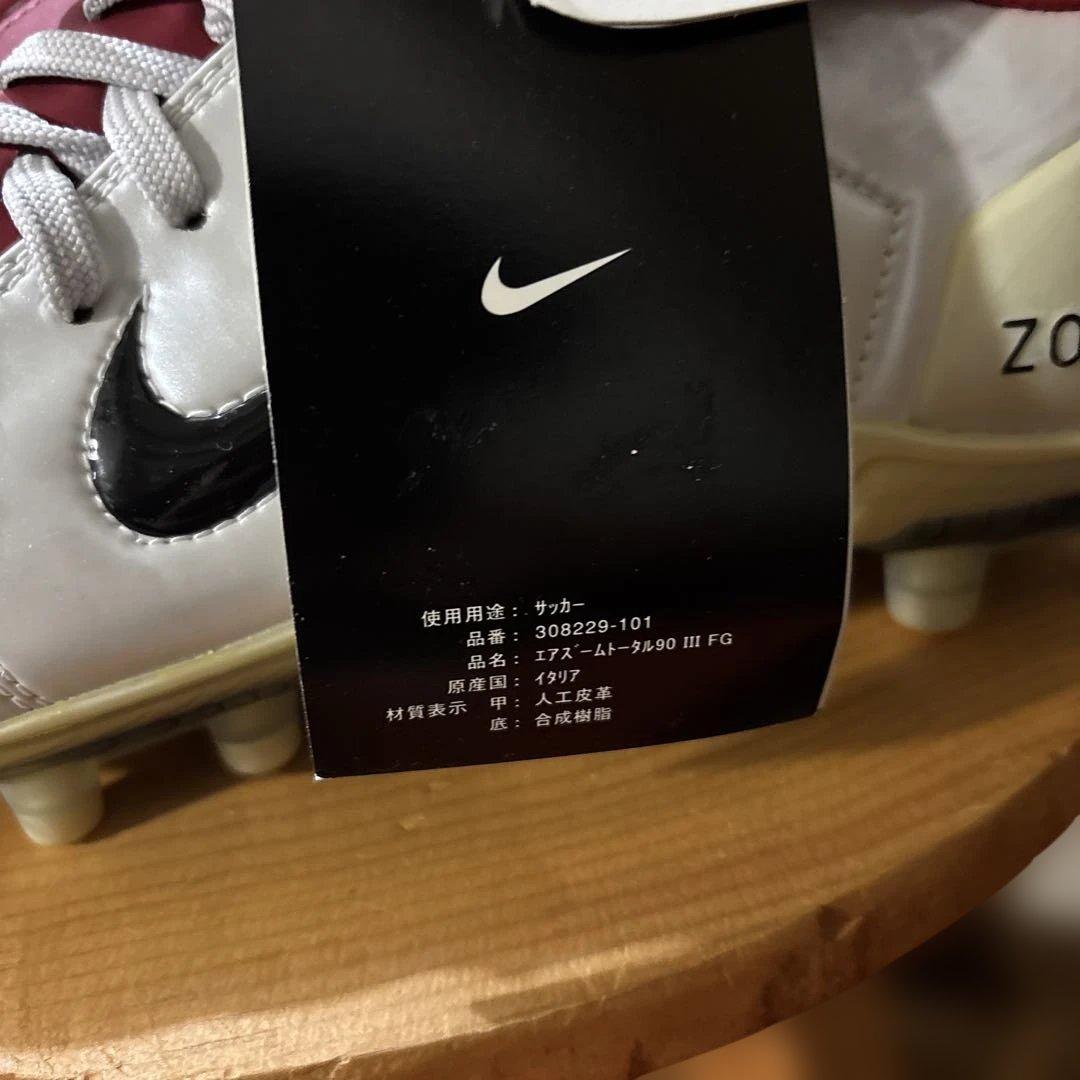 ZO
使用用途： ｻｯｶｰ
品番： 308229-101
品名： ｴｱｽﾞｰﾑﾄｰﾀﾙ90 III FG
原産国： ｲﾀﾘｱ
材質表示 甲： 人工皮革
底： 合成樹脂